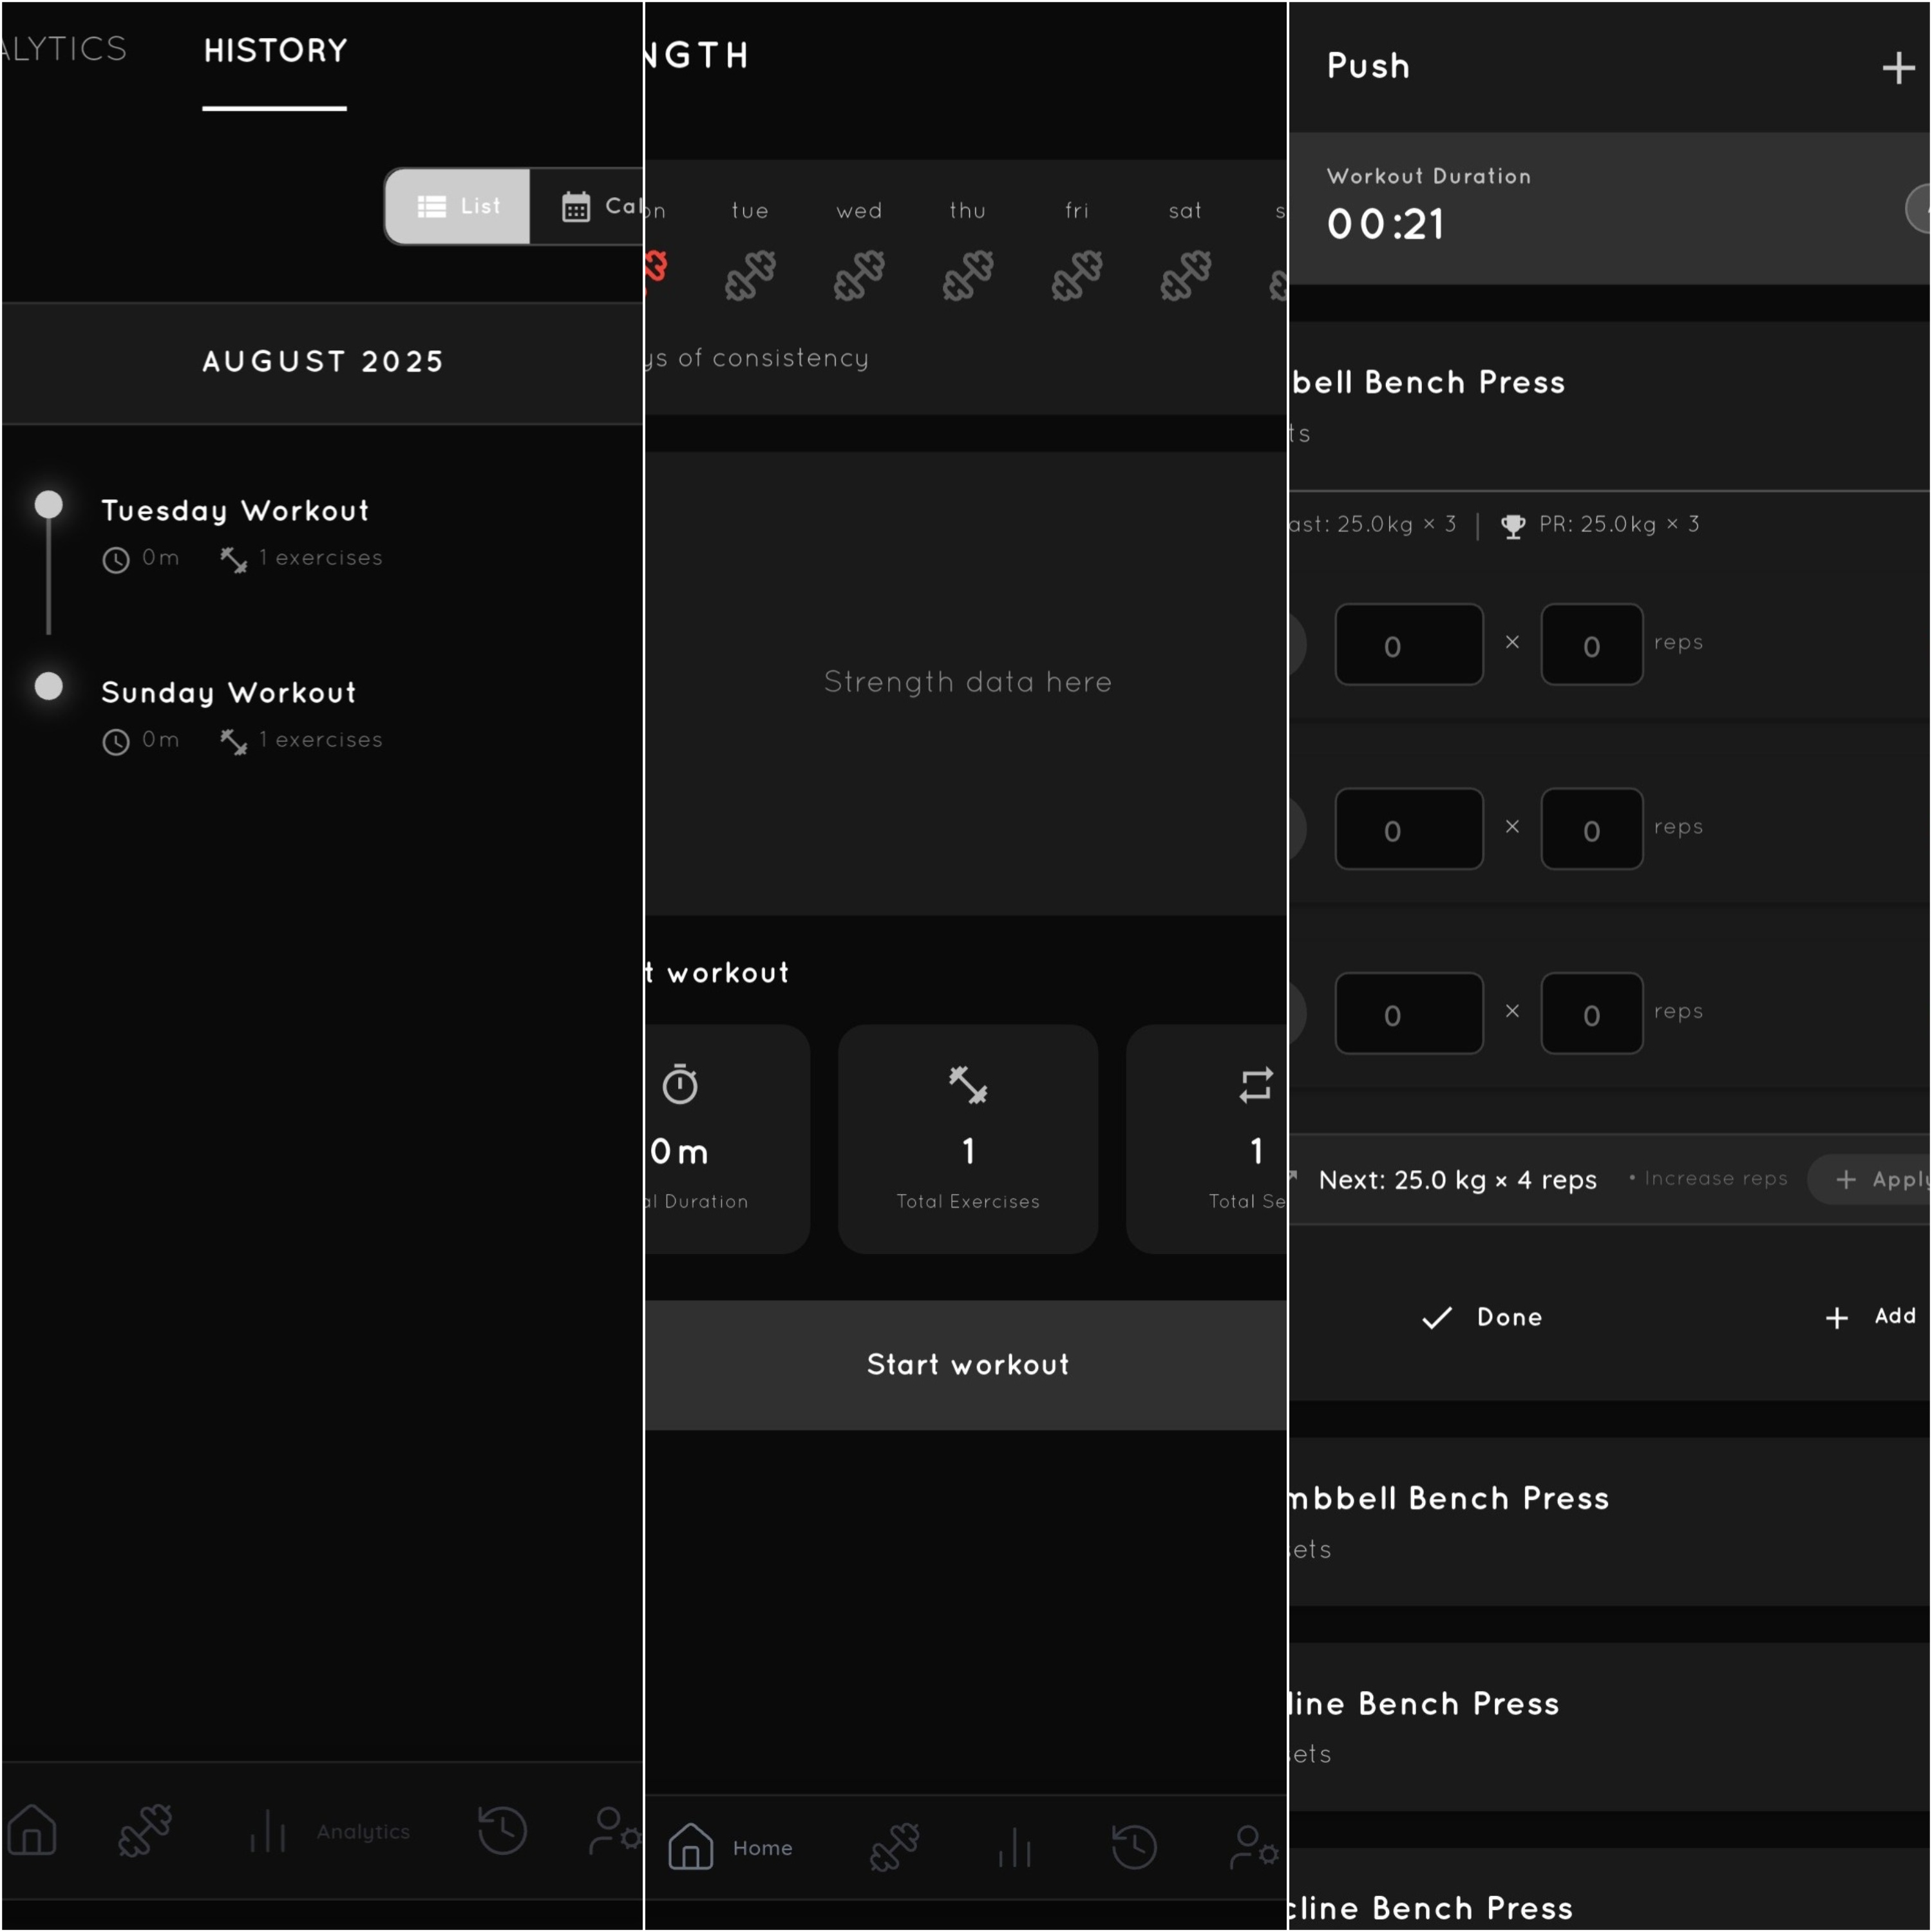 ALYTICS HISTORY
List Cal
AUGUST 2025
Tuesday Workout
0m 1 exercises
Sunday Workout
0m 1 exercises
Analytics
NGTH
on tue wed thu fri sat s
ys of consistency
Strength data here
t workout
0m 1 1
al Duration Total Exercises Total Se
Start workout
Home
Push
Workout Duration
00:21
bell Bench Press
ts
ast: 25.0kg × 3 | PR: 25.0kg × 3
0 × 0 reps
0 × 0 reps
0 × 0 reps
Next: 25.0 kg × 4 reps • Increase reps + Apply
Done + Add
mbbell Bench Press
sets
line Bench Press
sets
cline Bench Press